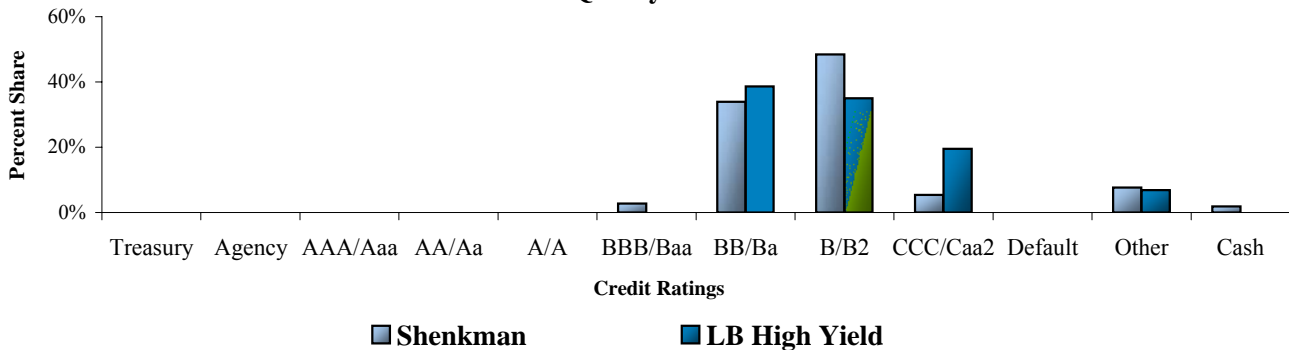 60%
40%
20%
0%
Percent Share
Treasury Agency AAA/Aaa AA/Aa A/A BBB/Baa BB/Ba B/B2 CCC/Caa2 Default Other Cash
Credit Ratings
Shenkman LB High Yield